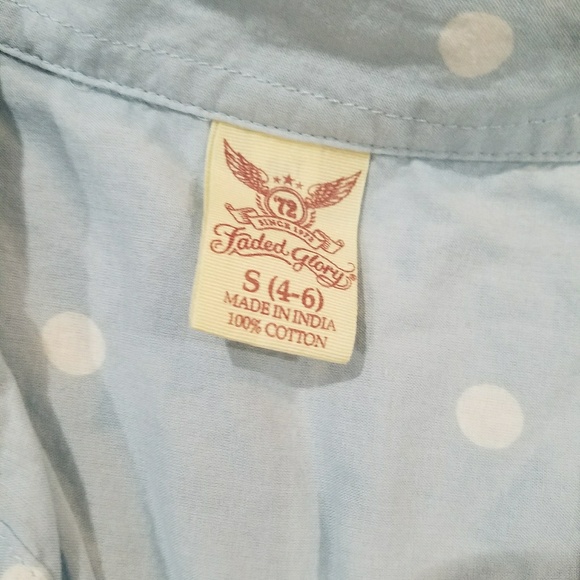 72
SINCE 1972
Faded Glory®
S (4-6)
MADE IN INDIA
100% COTTON